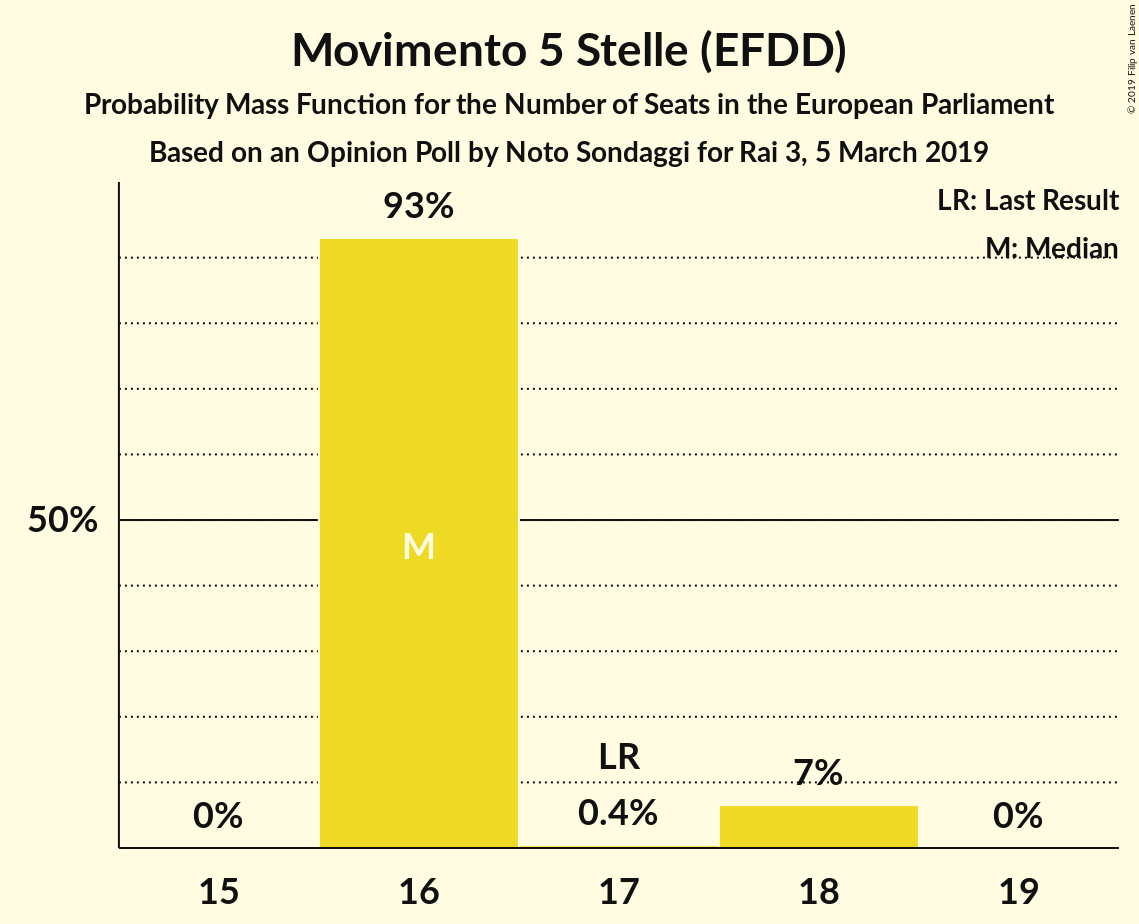 Movimento 5 Stelle (EFDD)
Probability Mass Function for the Number of Seats in the European Parliament
Based on an Opinion Poll by Noto Sondaggi for Rai 3, 5 March 2019
© 2019 Filip van Laenen
LR: Last Result
M: Median
93%
50%
M
LR
7%
0%
0.4%
0%
15 16 17 18 19